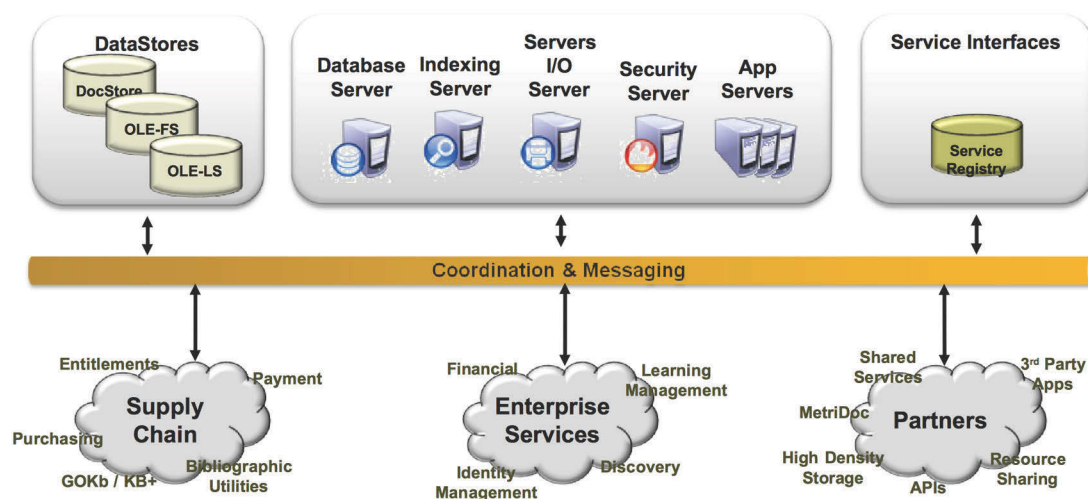 DataStores
DocStore
OLE-FS
OLE-LS
Servers
Database
Server
Indexing
Server
I/O
Server
Security
Server
App
Servers
Service Interfaces
Service
Registry
Coordination & Messaging
Entitlements
Payment
Supply
Chain
Purchasing
GOKb / KB+
Bibliographic
Utilities
Financial
Learning
Management
Enterprise
Services
Identity
Management
Discovery
Shared
Services
3rd Party
Apps
MetriDoc
Partners
High Density
Storage
APIs
Resource
Sharing